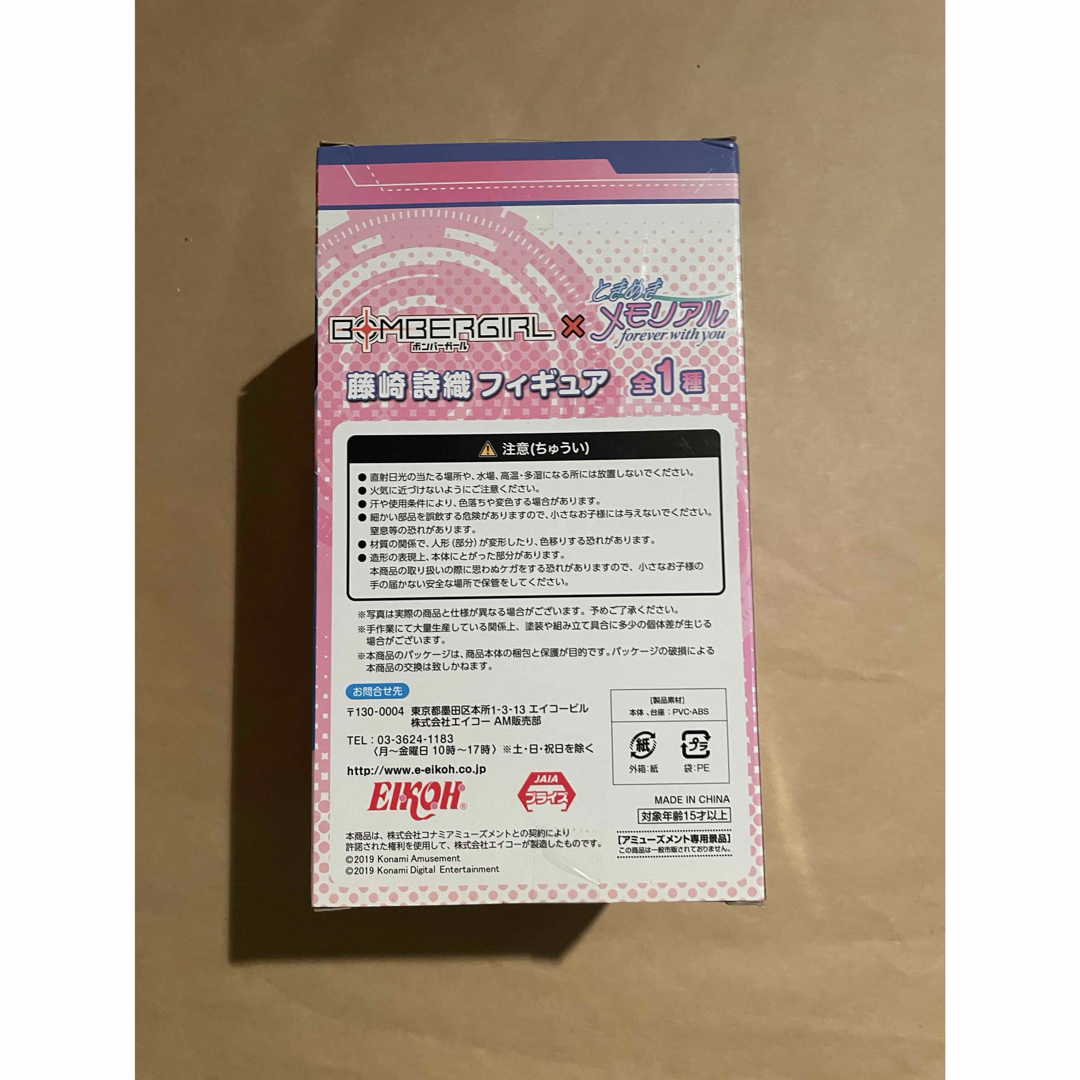 BOMBERGIRL
ボンバーガール
×
ときめき
メモリアル
forever with you
藤崎 詩織 フィギュア 全1種
注意(ちゅうい)
● 直射日光の当たる場所や、水場、高温・多湿になる所には放置しないでください。
● 火気に近づけないようにご注意ください。
● 汗や使用条件により、色落ちや変色する場合があります。
● 細かい部品を誤飲する危険がありますので、小さなお子様には与えないでください。
窒息等の恐れがあります。
● 材質の関係で、人形(部分)が変形したり、色移りする恐れがあります。
● 造形の表現上、本体にとがった部分があります。
本商品の取り扱いの際に思わぬケガをする恐れがありますので、小さなお子様の
手の届かない安全な場所で保管をしてください。
※写真は実際の商品と仕様が異なる場合がございます。予めご了承ください。
※手作業にて大量生産している関係上、塗装や組み立て具合に多少の個体差が生じる
場合がございます。
※本商品のパッケージは、商品本体の梱包と保護が目的です。パッケージの破損による
本商品の交換は致しかねます。
お問合せ先
〒130-0004 東京都墨田区本所1-3-13 エイコービル
株式会社エイコー AM販売部
TEL : 03-3624-1183
〈月〜金曜日 10時〜17時〉 ※土・日・祝日を除く
http://www.e-eikoh.co.jp
EIKOH®
JAIA
プライズ
[製品素材]
本体、台座:PVC・ABS
紙
プラ
外箱:紙
袋:PE
MADE IN CHINA
対象年齢15才以上
本商品は、株式会社コナミアミューズメントとの契約により
許諾された権利を使用して、株式会社エイコーが製造したものです。
©2019 Konami Amusement
©2019 Konami Digital Entertainment
【アミューズメント専用景品】
この商品は一般市販されておりません。